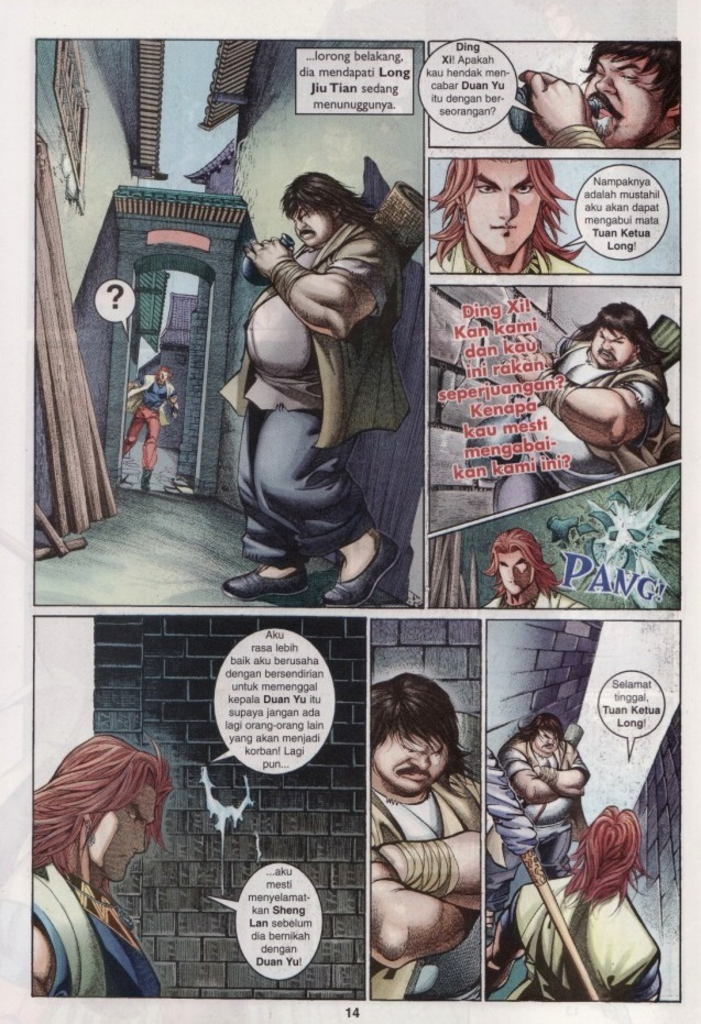 ...lorong belakang,
dia mendapati Long
Jiu Tian sedang
menunuggunya.
?
Ding
Xi! Apakah
kau hendak men-
cabar Duan Yu
itu dengan ber-
seorangan?
Nampaknya
adalah mustahil
aku akan dapat
mengabui mata
Tuan Ketua
Long!
Ding Xi!
Kan kami
dan kau
ini rakan
seperjuangan?
Kenapa
kau mesti
mengabai-
kan kami ini?
PANG!
Aku
rasa lebih
baik aku berusaha
dengan bersendirian
untuk memenggal
kepala Duan Yu itu
supaya jangan ada
lagi orang-orang lain
yang akan menjadi
korban! Lagi
pun...
...aku
mesti
menyelamat-
kan Sheng
Lan sebelum
dia bernikah
dengan
Duan Yu!
Selamat
tinggal,
Tuan Ketua
Long!
14